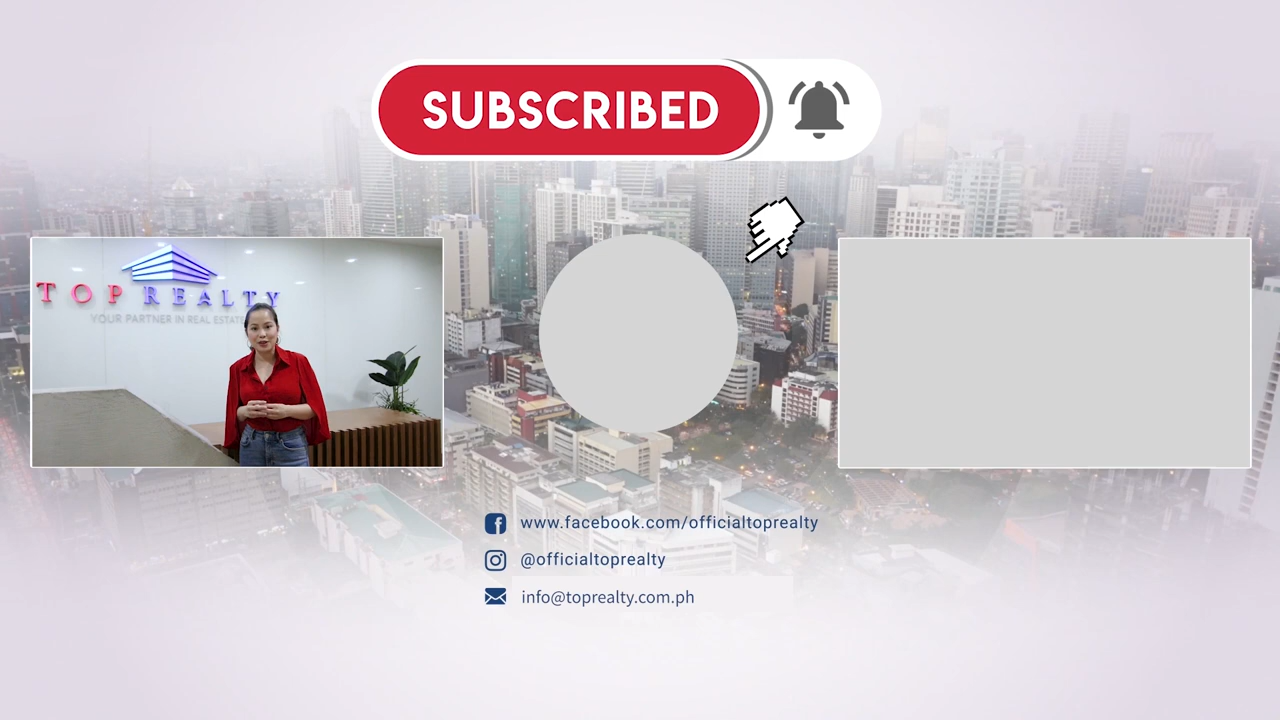 SUBSCRIBED
TOP REALTY
YOUR PARTNER IN REAL ESTATE
www.facebook.com/officialtoprealty
@officialtoprealty
info@toprealty.com.ph